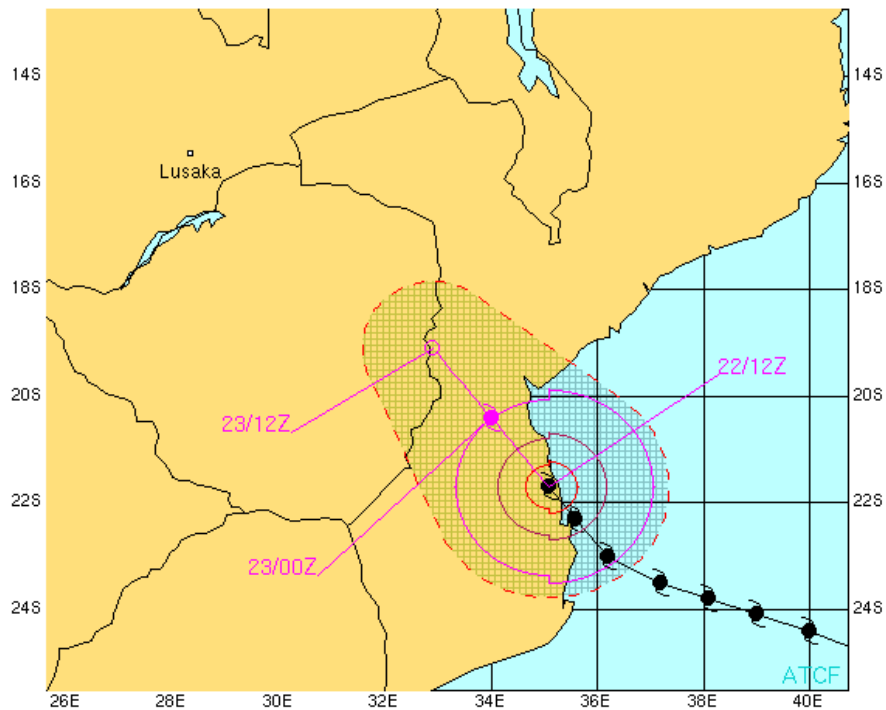 14S
14S
Lusaka
16S
16S
18S
18S
22/12Z
20S
20S
23/12Z
22S
22S
23/00Z
24S
24S
ATCF
26E
28E
30E
32E
34E
36E
38E
40E